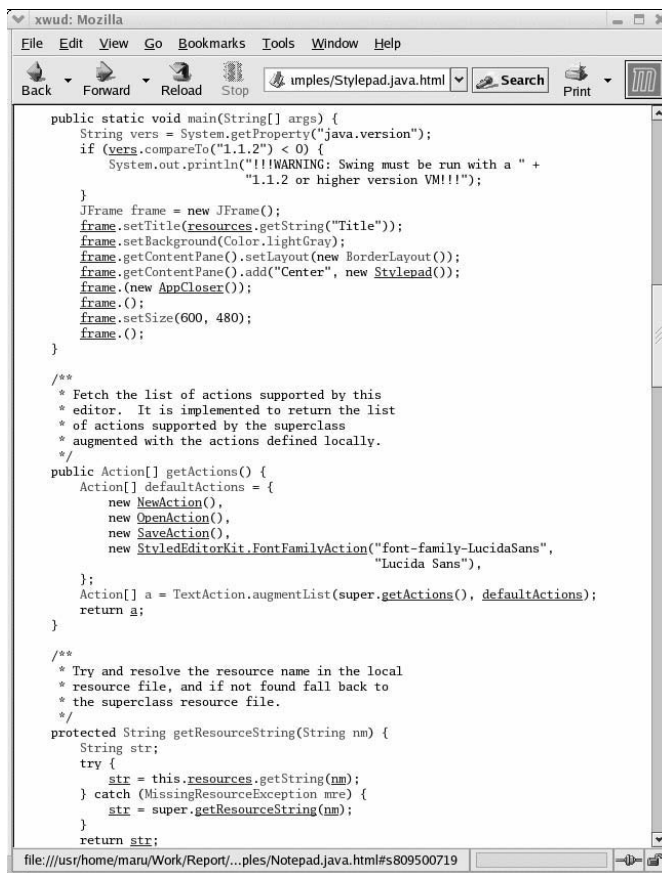 xwud: Mozilla
File Edit View Go Bookmarks Tools Window Help
Back Forward Reload Stop umples/Stylepad.java.html Search Print
public static void main(String[] args) {
String vers = System.getProperty("java.version");
if (vers.compareTo("1.1.2") < 0) {
System.out.println("!!!WARNING: Swing must be run with a " +
"1.1.2 or higher version VM!!!");
}
JFrame frame = new JFrame();
frame.setTitle(resources.getString("Title"));
frame.setBackground(Color.lightGray);
frame.getContentPane().setLayout(new BorderLayout());
frame.getContentPane().add("Center", new Stylepad());
frame.(new AppCloser());
frame.();
frame.setSize(600, 480);
frame.();
}
/**
* Fetch the list of actions supported by this
* editor.  It is implemented to return the list
* of actions supported by the superclass
* augmented with the actions defined locally.
*/
public Action[] getActions() {
Action[] defaultActions = {
new NewAction(),
new OpenAction(),
new SaveAction(),
new StyledEditorKit.FontFamilyAction("font-family-LucidaSans",
"Lucida Sans"),
};
Action[] a = TextAction.augmentList(super.getActions(), defaultActions);
return a;
}
/**
* Try and resolve the resource name in the local
* resource file, and if not found fall back to
* the superclass resource file.
*/
protected String getResourceString(String nm) {
String str;
try {
str = this.resources.getString(nm);
} catch (MissingResourceException mre) {
str = super.getResourceString(nm);
}
return str;
file:///usr/home/maru/Work/Report/...ples/Notepad.java.html#s809500719